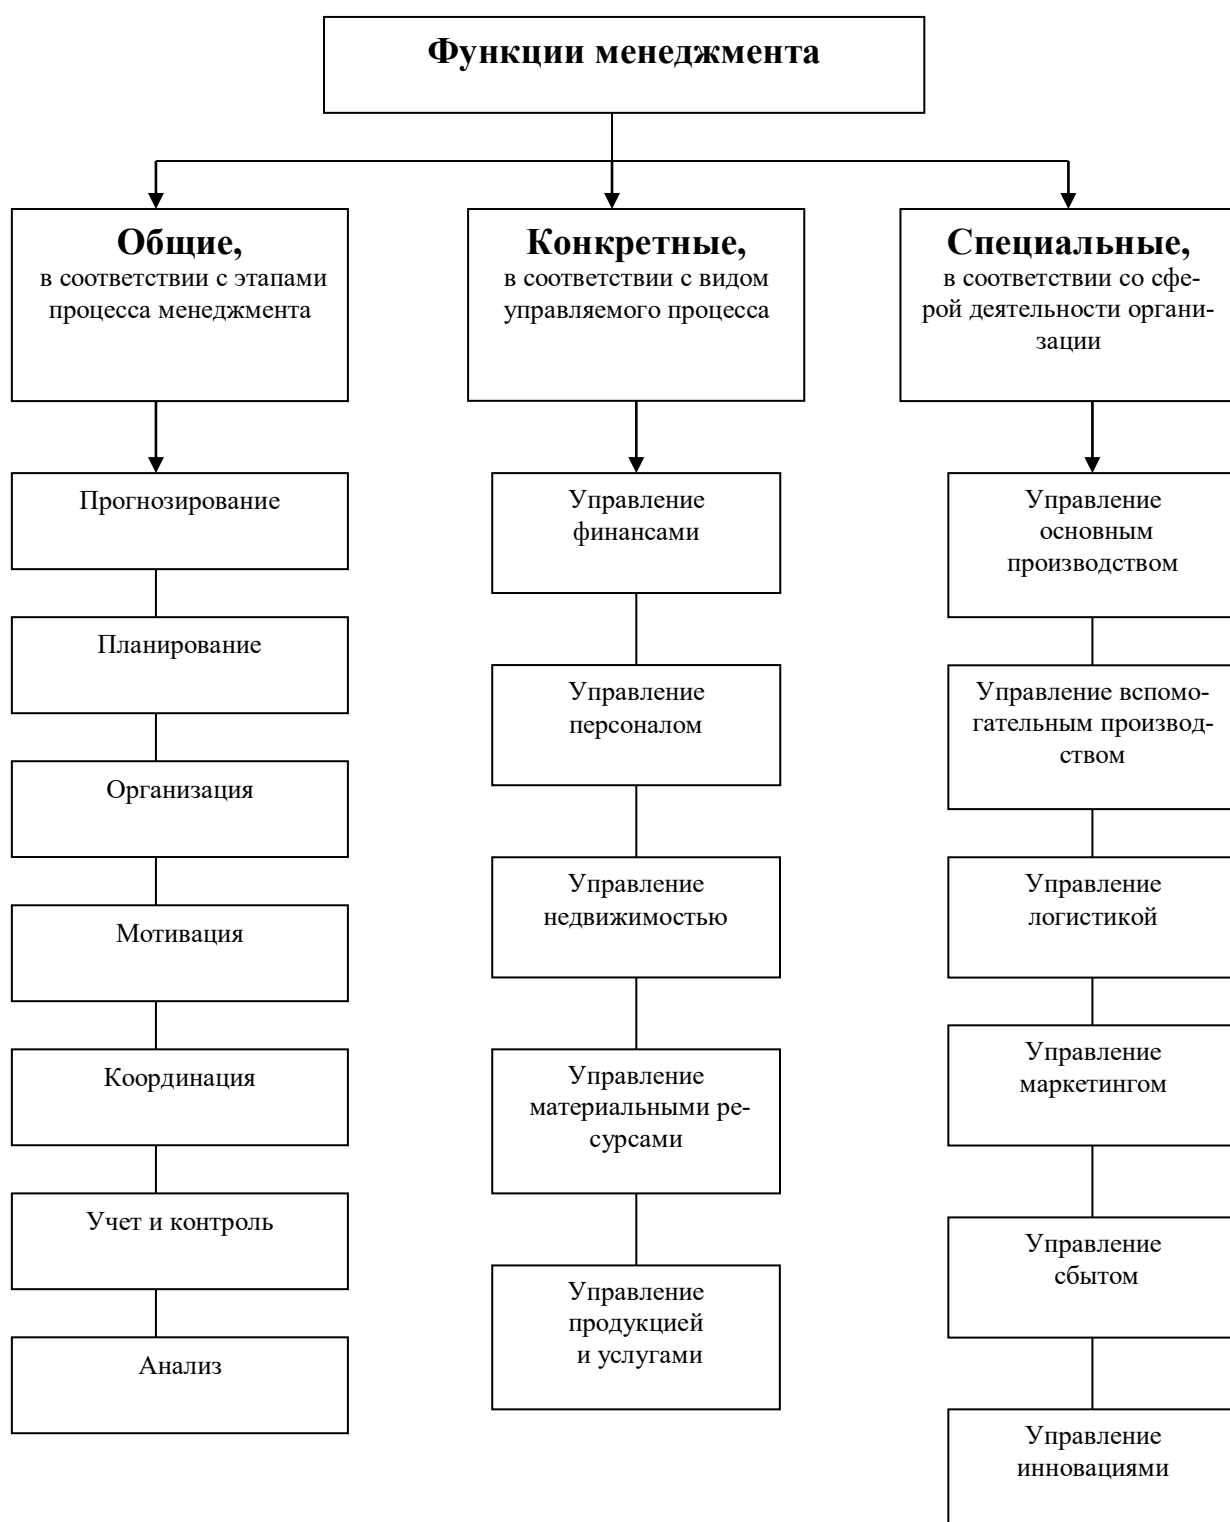 Функции менеджмента
Общие,
в соответствии с этапами
процесса менеджмента
Конкретные,
в соответствии с видом
управляемого процесса
Специальные,
в соответствии со сфе-
рой деятельности органи-
зации
Прогнозирование
Планирование
Организация
Мотивация
Координация
Учет и контроль
Анализ
Управление
финансами
Управление
персоналом
Управление
недвижимостью
Управление
материальными ре-
сурсами
Управление
продукцией
и услугами
Управление
основным
производством
Управление вспомо-
гательным производ-
ством
Управление
логистикой
Управление
маркетингом
Управление
сбытом
Управление
инновациями